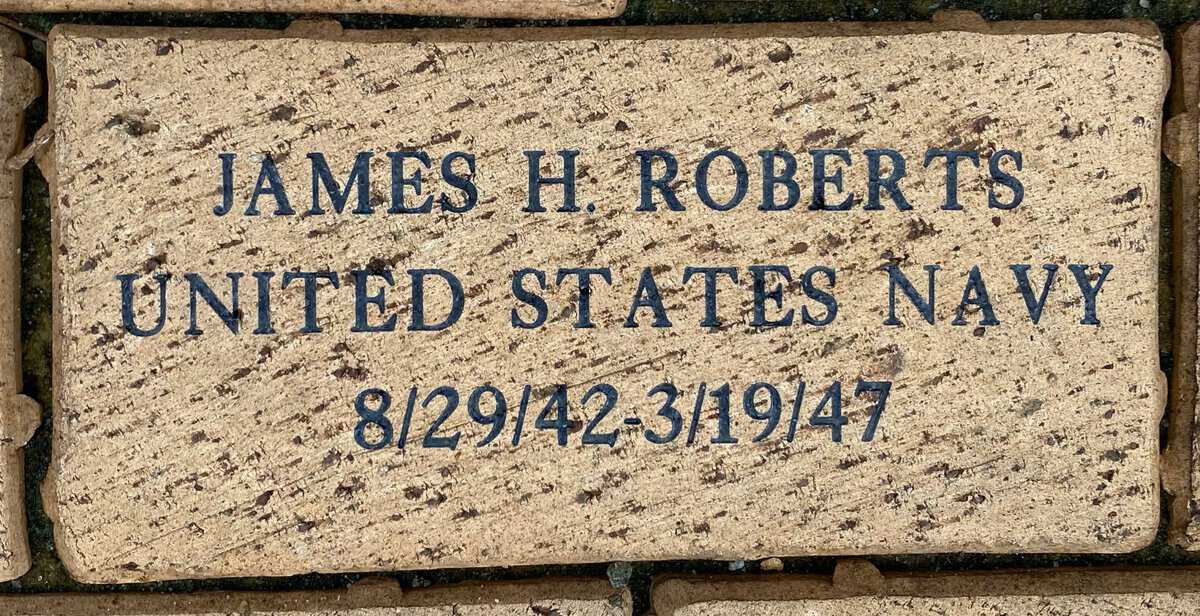 JAMES H. ROBERTS
UNITED STATES NAVY
8/29/42-3/19/47